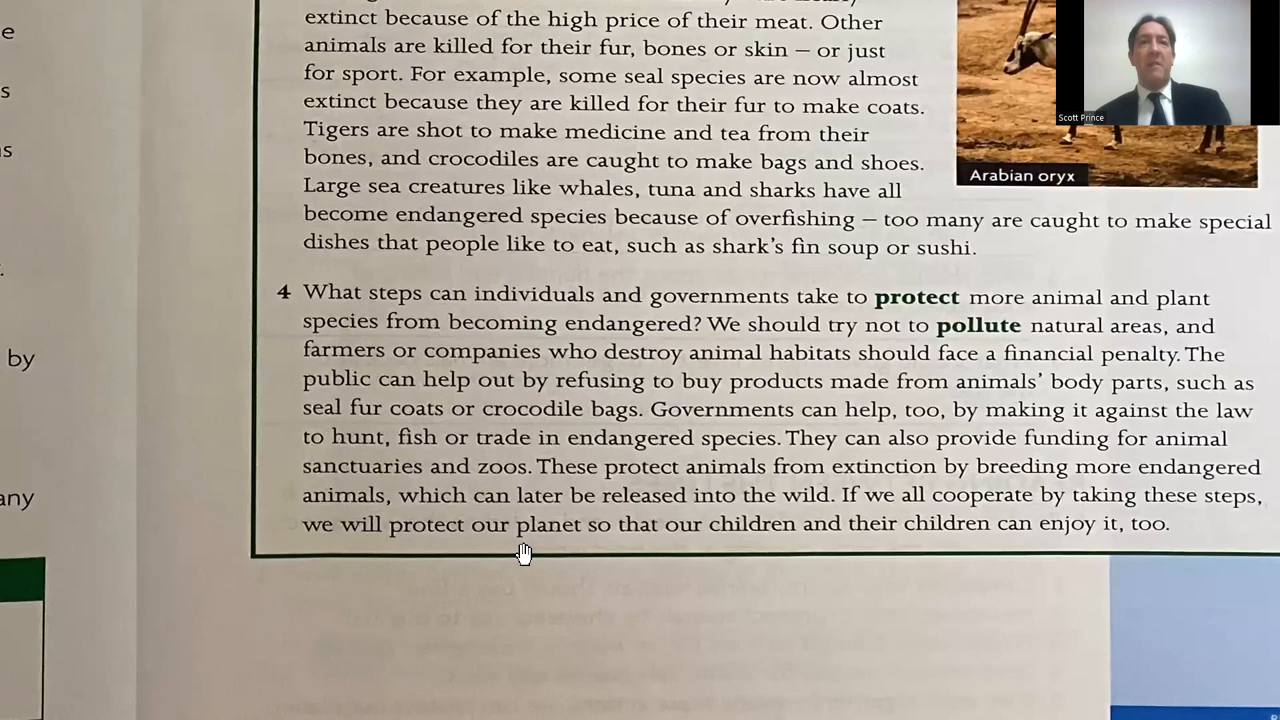 extinct because of the high price of their meat. Other
animals are killed for their fur, bones or skin – or just
for sport. For example, some seal species are now almost
extinct because they are killed for their fur to make coats.
Tigers are shot to make medicine and tea from their
bones, and crocodiles are caught to make bags and shoes.
Large sea creatures like whales, tuna and sharks have all
become endangered species because of overfishing – too many are caught to make special
dishes that people like to eat, such as shark's fin soup or sushi.
4 What steps can individuals and governments take to protect more animal and plant
species from becoming endangered? We should try not to pollute natural areas, and
farmers or companies who destroy animal habitats should face a financial penalty. The
public can help out by refusing to buy products made from animals' body parts, such as
seal fur coats or crocodile bags. Governments can help, too, by making it against the law
to hunt, fish or trade in endangered species. They can also provide funding for animal
sanctuaries and zoos. These protect animals from extinction by breeding more endangered
animals, which can later be released into the wild. If we all cooperate by taking these steps,
we will protect our planet so that our children and their children can enjoy it, too.
Arabian oryx
Scott Prince
by
any